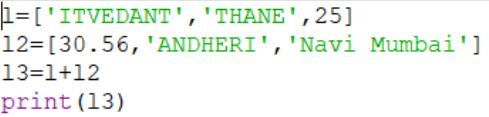 l=['ITVEDANT','THANE',25]
l2=[30.56,'ANDHERI','Navi Mumbai']
l3=l+l2
print(l3)